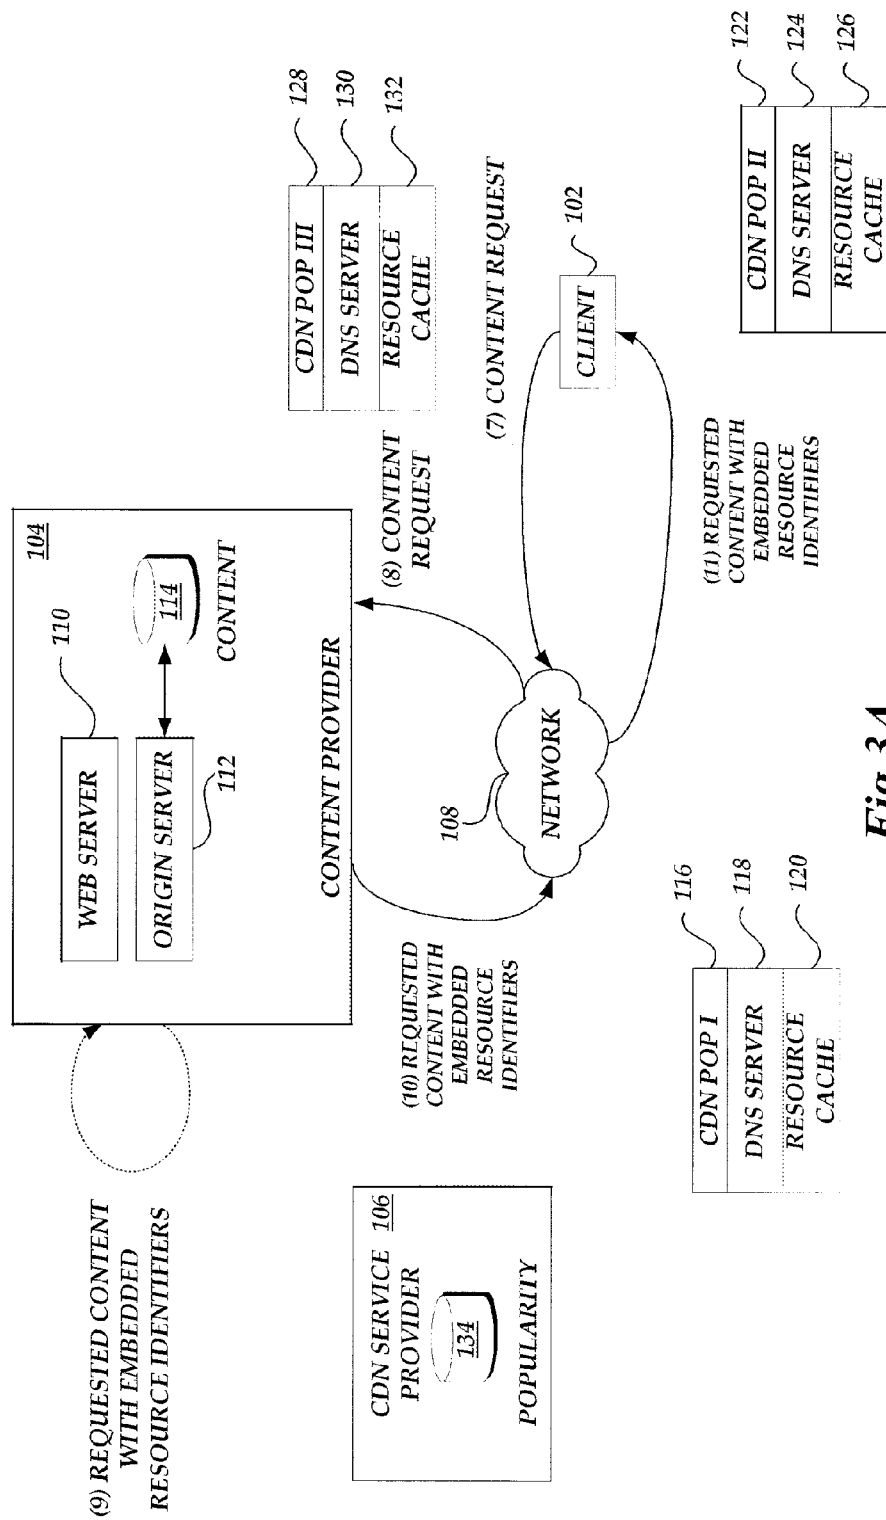 (9) REQUESTED CONTENT
WITH EMBEDDED
RESOURCE IDENTIFIERS
104
WEB SERVER
110
ORIGIN SERVER
112
114
CONTENT
CONTENT PROVIDER
CDN SERVICE
PROVIDER
106
134
POPULARITY
(10) REQUESTED
CONTENT WITH
EMBEDDED
RESOURCE
IDENTIFIERS
(8) CONTENT
REQUEST
CDN POP III
DNS SERVER
RESOURCE
CACHE
128
130
132
108
NETWORK
(7) CONTENT REQUEST
CLIENT
102
(11) REQUESTED
CONTENT WITH
EMBEDDED
RESOURCE
IDENTIFIERS
CDN POP I
DNS SERVER
RESOURCE
CACHE
116
118
120
CDN POP II
DNS SERVER
RESOURCE
CACHE
122
124
126
Fig.3A.